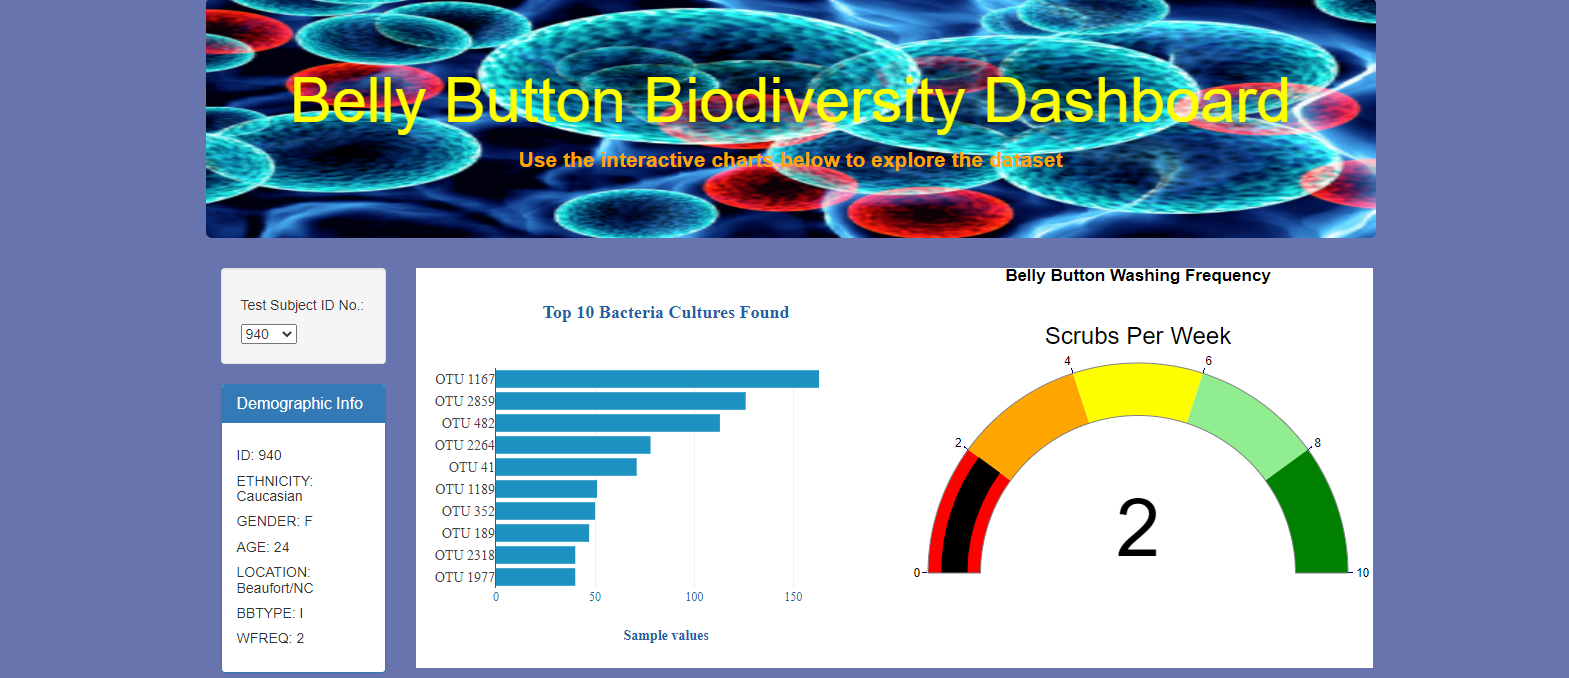 Belly Button Biodiversity Dashboard
Use the interactive charts below to explore the dataset
Test Subject ID No.:
940
Demographic Info
ID: 940
ETHNICITY:
Caucasian
GENDER: F
AGE: 24
LOCATION:
Beaufort/NC
BBTYPE: I
WFREQ: 2
Top 10 Bacteria Cultures Found
OTU 1167
OTU 2859
OTU 482
OTU 2264
OTU 41
OTU 1189
OTU 352
OTU 189
OTU 2318
OTU 1977
0 50 100 150
Sample values
Belly Button Washing Frequency
Scrubs Per Week
4 6
2 8
2
0 10